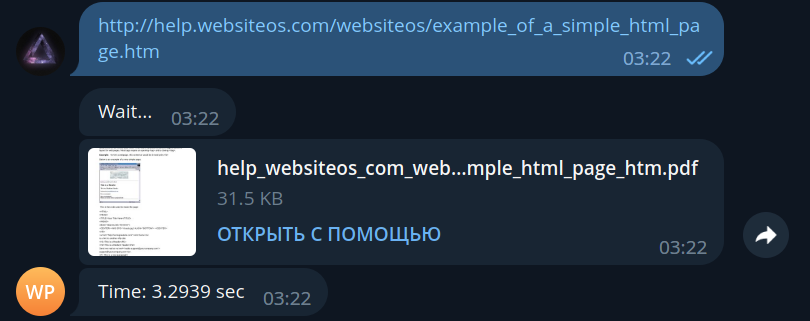 http://help.websiteos.com/websiteos/example_of_a_simple_html_pa
ge.htm
03:22
Wait...
03:22
help_websiteos_com_web...mple_html_page_htm.pdf
31.5 KB
ОТКРЫТЬ С ПОМОЩЬЮ
03:22
WP
Time: 3.2939 sec
03:22